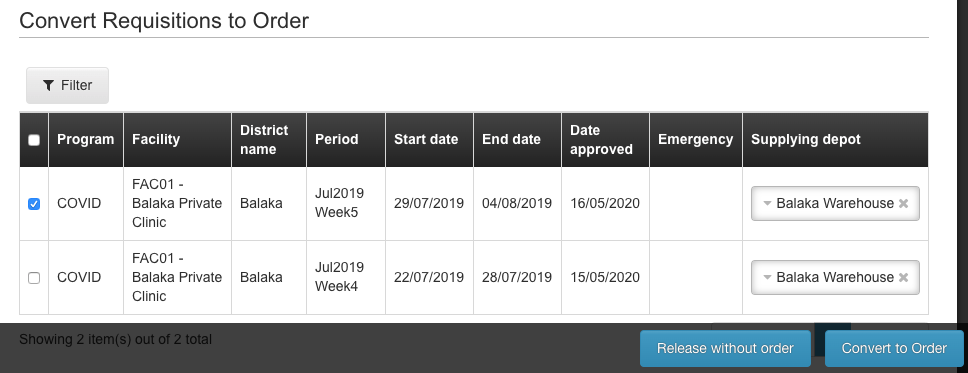 Convert Requisitions to Order
Filter
Program Facility District name Period Start date End date Date approved Emergency Supplying depot
COVID FAC01 - Balaka Private Clinic Balaka Jul2019 Week5 29/07/2019 04/08/2019 16/05/2020 Balaka Warehouse
COVID FAC01 - Balaka Private Clinic Balaka Jul2019 Week4 22/07/2019 28/07/2019 15/05/2020 Balaka Warehouse
Showing 2 item(s) out of 2 total
Release without order Convert to Order